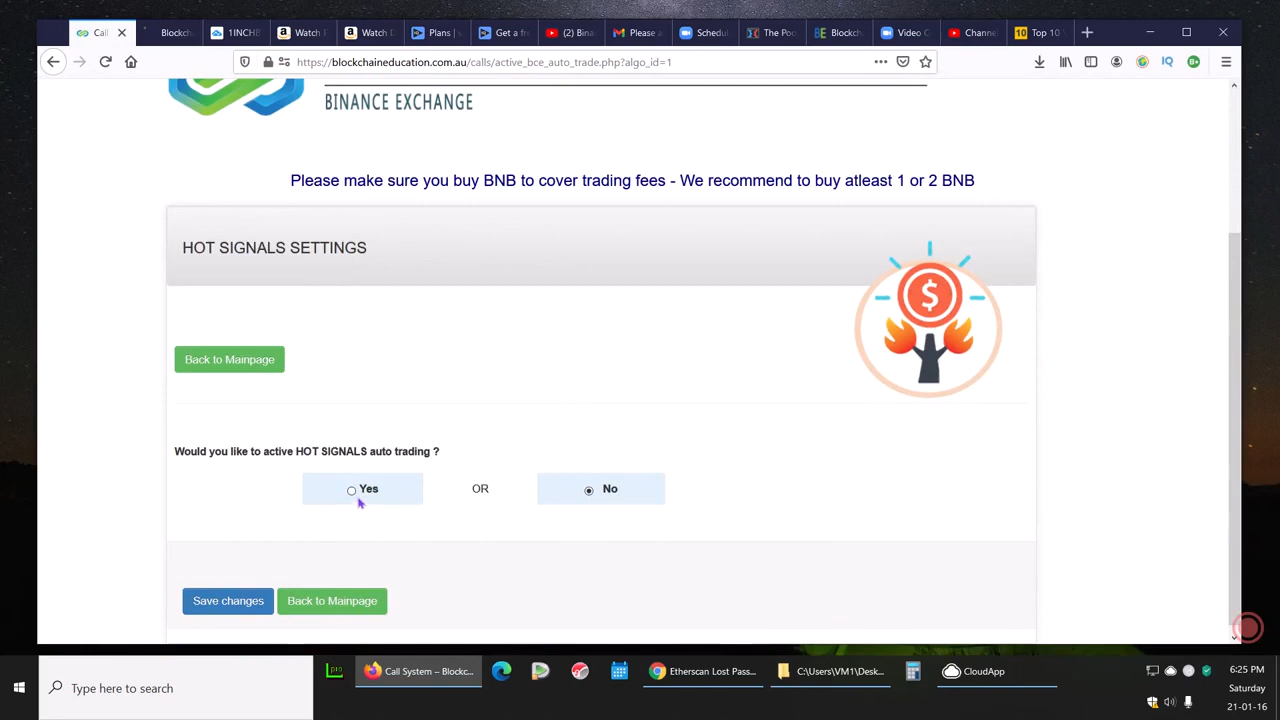 Call
Blockch
1INCHB
Watch D
Watch D
Plans | v
Get a fre
(2) Bina
Please a
Schedu
The Poo
Blockch
Video C
Channel
Top 10 V
https://blockchaineducation.com.au/calls/active_bce_auto_trade.php?algo_id=1
BINANCE EXCHANGE
Please make sure you buy BNB to cover trading fees - We recommend to buy atleast 1 or 2 BNB
HOT SIGNALS SETTINGS
$
Back to Mainpage
Would you like to active HOT SIGNALS auto trading ?
Yes OR No
Save changes Back to Mainpage
Type here to search
Call System – Blockc...
Etherscan Lost Pass...
C:\Users\VM1\Desk...
CloudApp
6:25 PM
Saturday
21-01-16